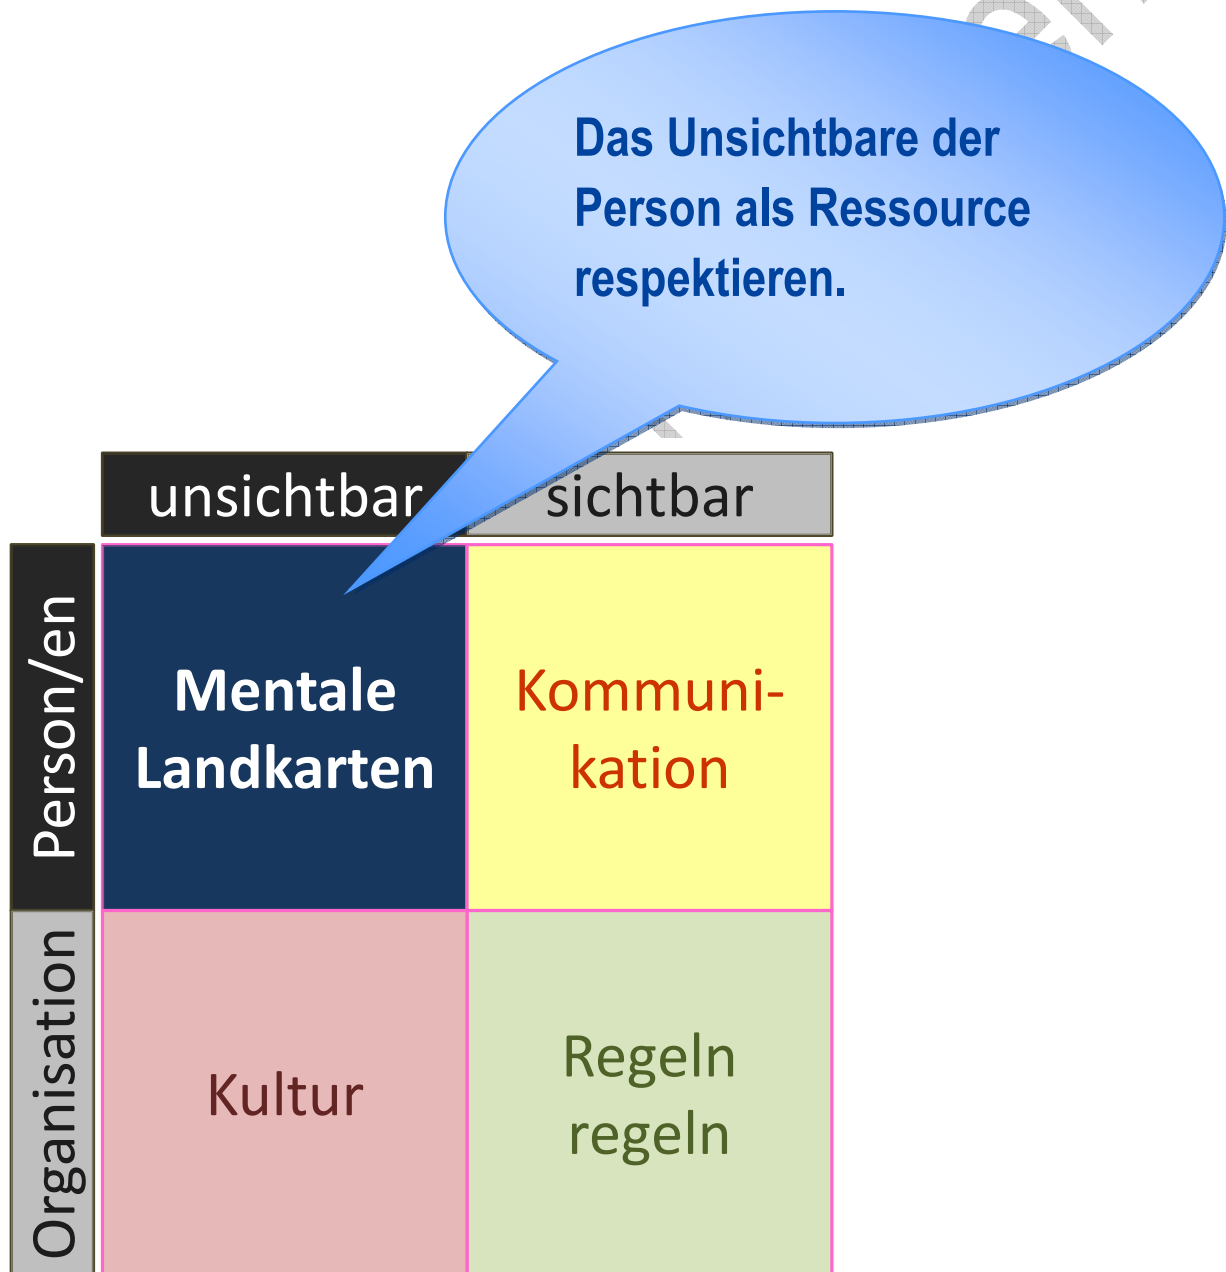 Das Unsichtbare der
Person als Ressource
respektieren.
unsichtbar
sichtbar
Person/en
Mentale
Landkarten
Kommuni-
kation
Organisation
Kultur
Regeln
regeln